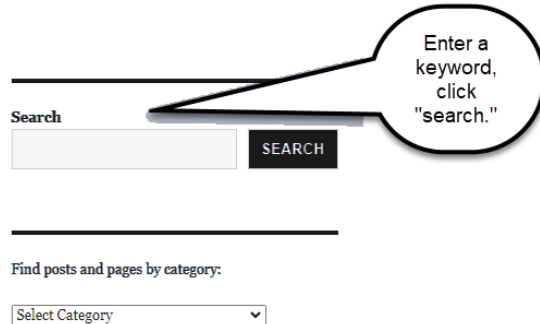 Enter a
keyword,
click
"search."
Search
SEARCH
Find posts and pages by category:
Select Category